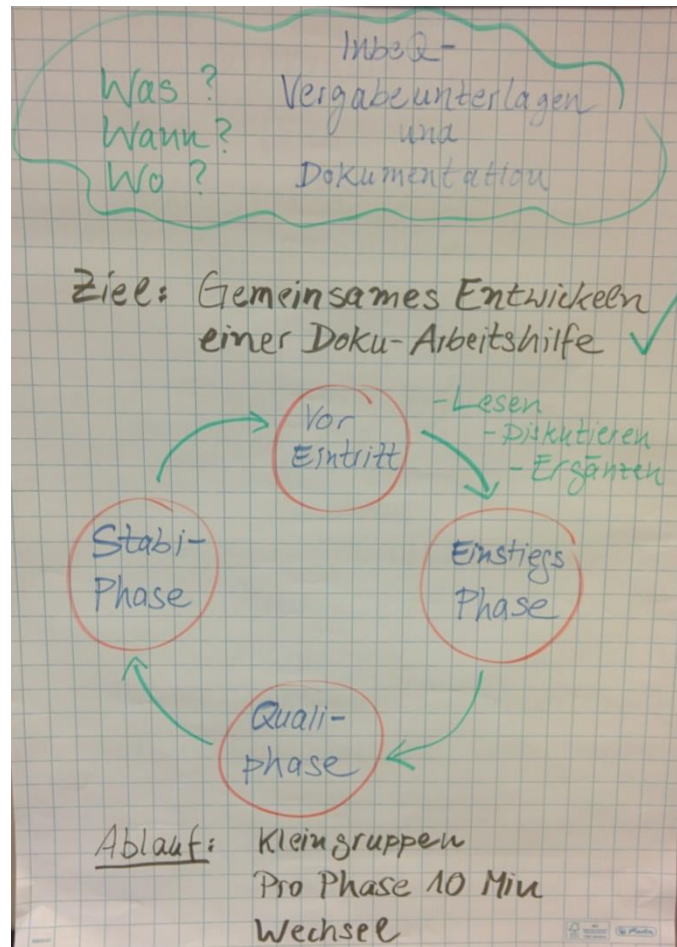 Was?
Wann?
Wo?
InbeQ-
Vergabeunterlagen
und
Dokumentation
Ziel: Gemeinsames Entwickeln
einer Doku-Arbeitshilfe
Vor
Eintritt
-Lesen
-Diskutieren
-Ergänzen
Einstiegs
Phase
Quali-
phase
Stabi-
Phase
Ablauf: Kleingruppen
Pro Phase 10 Min
Wechsel